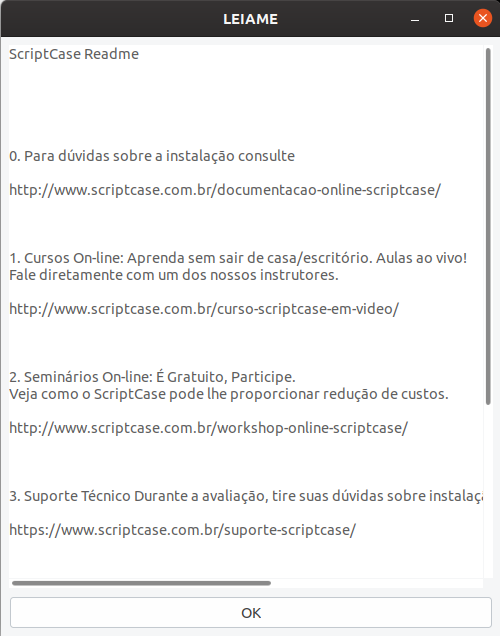 LEIAME
ScriptCase Readme
0. Para dúvidas sobre a instalação consulte
http://www.scriptcase.com.br/documentacao-online-scriptcase/
1. Cursos On-line: Aprenda sem sair de casa/escritório. Aulas ao vivo!
Fale diretamente com um dos nossos instrutores.
http://www.scriptcase.com.br/curso-scriptcase-em-video/
2. Seminários On-line: É Gratuito, Participe.
Veja como o ScriptCase pode lhe proporcionar redução de custos.
http://www.scriptcase.com.br/workshop-online-scriptcase/
3. Suporte Técnico Durante a avaliação, tire suas dúvidas sobre
https://www.scriptcase.com.br/suporte-scriptcase/
OK